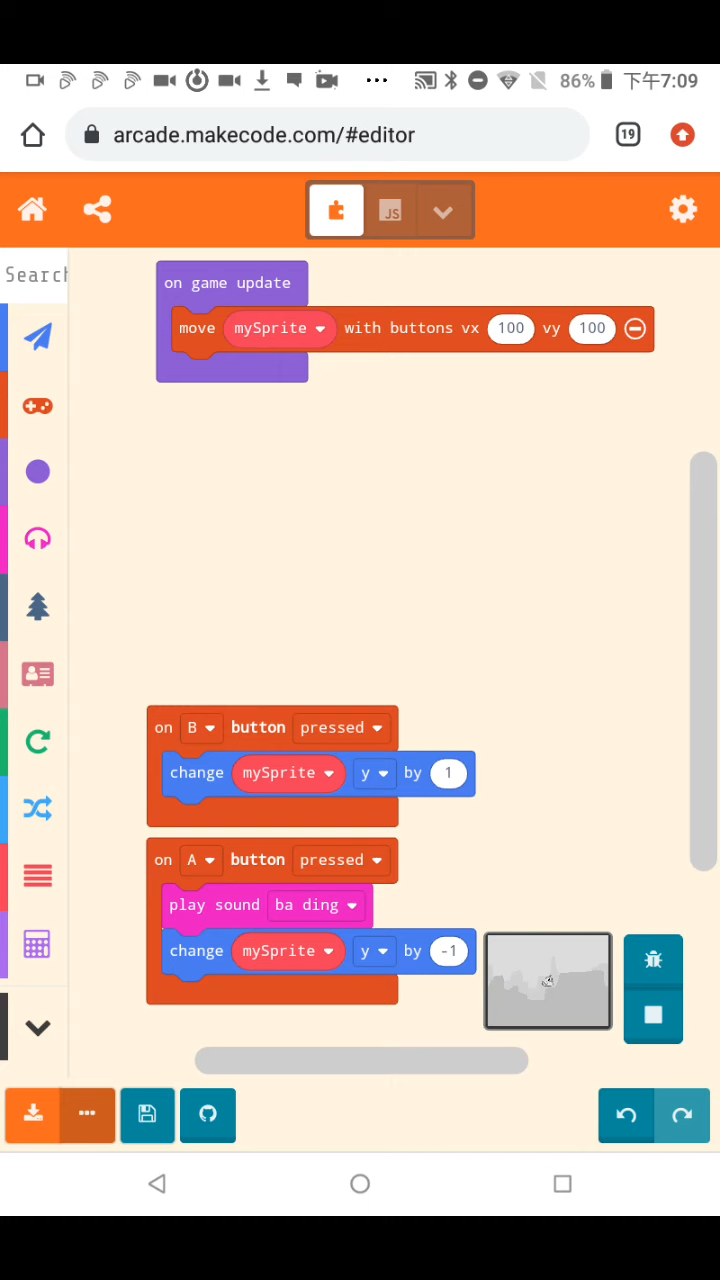 86% 下午7:09
arcade.makecode.com/#editor 19
JS
Search
on game update
move mySprite with buttons vx 100 vy 100
on B button pressed
change mySprite y by 1
on A button pressed
play sound ba ding
change mySprite y by -1